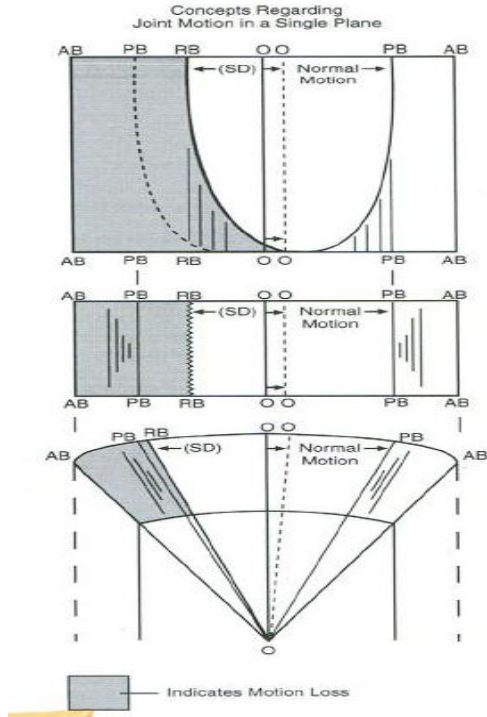 Concepts Regarding
Joint Motion in a Single Plane
AB PB RB O O PB AB
(SD) Normal
Motion
AB PB RB O O PB AB
AB PB RB O O PB AB
(SD) Normal
Motion
AB PB RB O O PB AB
O O
AB PB RB (SD) Normal PB AB
Motion
O
Indicates Motion Loss